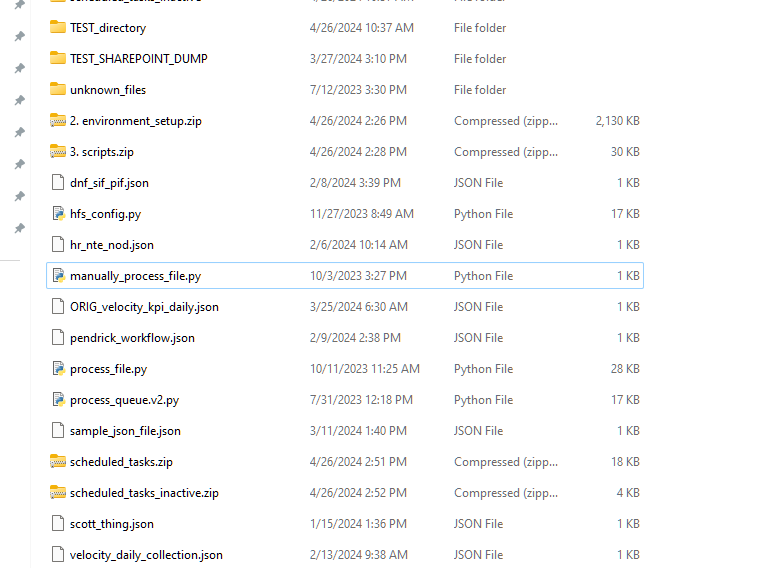 TEST_directory 4/26/2024 10:37 AM File folder
TEST_SHAREPOINT_DUMP 3/27/2024 3:10 PM File folder
unknown_files 7/12/2023 3:30 PM File folder
2. environment_setup.zip 4/26/2024 2:26 PM Compressed (zipp... 2,130 KB
3. scripts.zip 4/26/2024 2:28 PM Compressed (zipp... 30 KB
dnf_sif_pif.json 2/8/2024 3:39 PM JSON File 1 KB
hfs_config.py 11/27/2023 8:49 AM Python File 17 KB
hr_nte_nod.json 2/6/2024 10:14 AM JSON File 1 KB
manually_process_file.py 10/3/2023 3:27 PM Python File 1 KB
ORIG_velocity_kpi_daily.json 3/25/2024 6:30 AM JSON File 1 KB
pendrick_workflow.json 2/9/2024 2:38 PM JSON File 1 KB
process_file.py 10/11/2023 11:25 AM Python File 28 KB
process_queue.v2.py 7/31/2023 12:18 PM Python File 17 KB
sample_json_file.json 3/11/2024 1:40 PM JSON File 1 KB
scheduled_tasks.zip 4/26/2024 2:51 PM Compressed (zipp... 18 KB
scheduled_tasks_inactive.zip 4/26/2024 2:52 PM Compressed (zipp... 4 KB
scott_thing.json 1/15/2024 1:36 PM JSON File 1 KB
velocity_daily_collection.json 2/13/2024 9:38 AM JSON File 1 KB